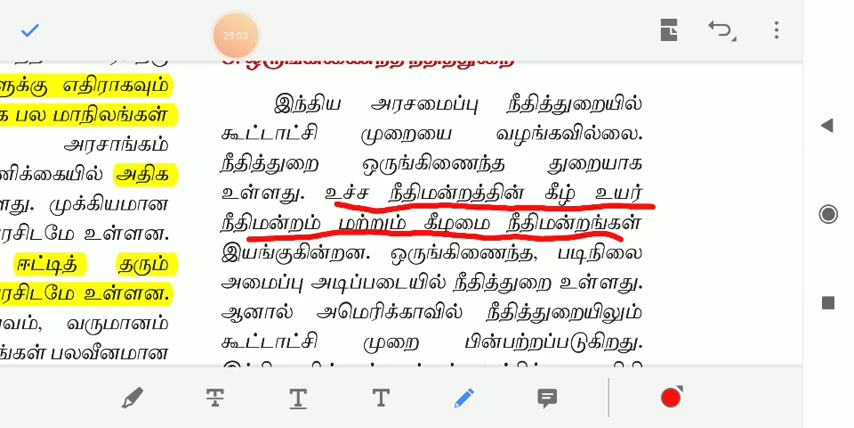 29:03
ளுக்கு எதிராகவும்
க பல மாநிலங்கள்
அரசாங்கம்
ணிக்கையில் அதிக
ளது. முக்கியமான
ரசிடமே உள்ளன.
ஈட்டித் தரும்
ரசிடமே உள்ளன.
வம், வருமானம்
ங்கள் பலவீனமான
ஒருங்கிணைந்த நீதித்துறை
இந்திய அரசமைப்பு நீதித்துறையில்
கூட்டாட்சி முறையை வழங்கவில்லை.
நீதித்துறை ஒருங்கிணைந்த துறையாக
உள்ளது. உச்ச நீதிமன்றத்தின் கீழ் உயர்
நீதிமன்றம் மற்றும் கீழமை நீதிமன்றங்கள்
இயங்குகின்றன. ஒருங்கிணைந்த, படிநிலை
அமைப்பு அடிப்படையில் நீதித்துறை உள்ளது.
ஆனால் அமெரிக்காவில் நீதித்துறையிலும்
கூட்டாட்சி முறை பின்பற்றப்படுகிறது.